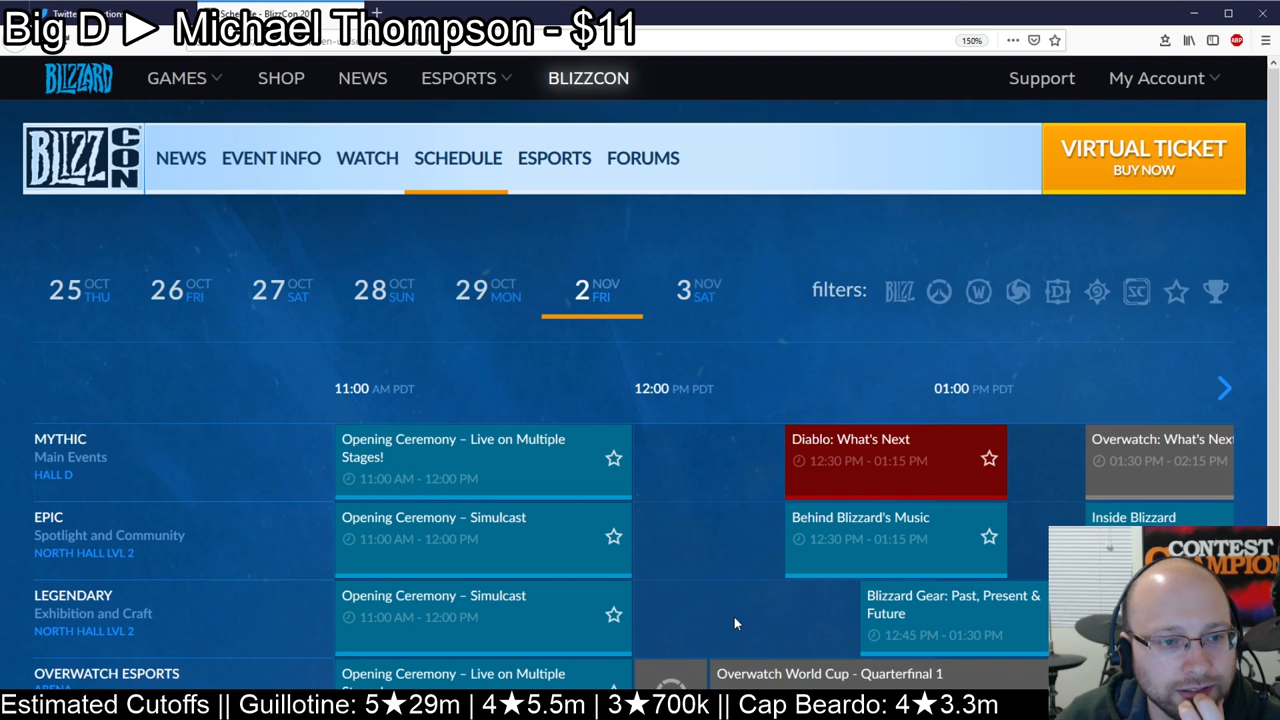 Big D ► Michael Thompson - $11
150%
BLIZZARD GAMES SHOP NEWS ESPORTS BLIZZCON Support My Account
BLIZZCON NEWS EVENT INFO WATCH SCHEDULE ESPORTS FORUMS
VIRTUAL TICKET
BUY NOW
25 OCT THU 26 OCT FRI 27 OCT SAT 28 OCT SUN 29 OCT MON 2 NOV FRI 3 NOV SAT filters:
11:00 AM PDT 12:00 PM PDT 01:00 PM PDT
MYTHIC
Main Events
HALL D
Opening Ceremony – Live on Multiple
Stages!
11:00 AM - 12:00 PM
Diablo: What's Next
12:30 PM - 01:15 PM
Overwatch: What's Next
01:30 PM - 02:15 PM
EPIC
Spotlight and Community
NORTH HALL LVL 2
Opening Ceremony – Simulcast
11:00 AM - 12:00 PM
Behind Blizzard's Music
12:30 PM - 01:15 PM
Inside Blizzard
LEGENDARY
Exhibition and Craft
NORTH HALL LVL 2
Opening Ceremony – Simulcast
11:00 AM - 12:00 PM
Blizzard Gear: Past, Present &
Future
12:45 PM - 01:30 PM
OVERWATCH ESPORTS
Opening Ceremony – Live on Multiple
Overwatch World Cup - Quarterfinal 1
CONTEST
Estimated Cutoffs || Guillotine: 5★29m | 4★5.5m | 3★700k || Cap Beardo: 4★3.3m